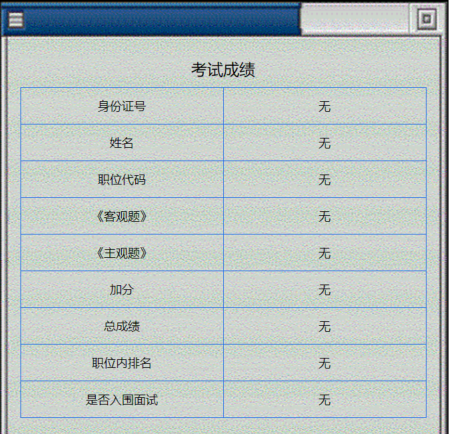 考试成绩
身份证号 无
姓名 无
职位代码 无
《客观题》 无
《主观题》 无
加分 无
总成绩 无
职位内排名 无
是否入围面试 无